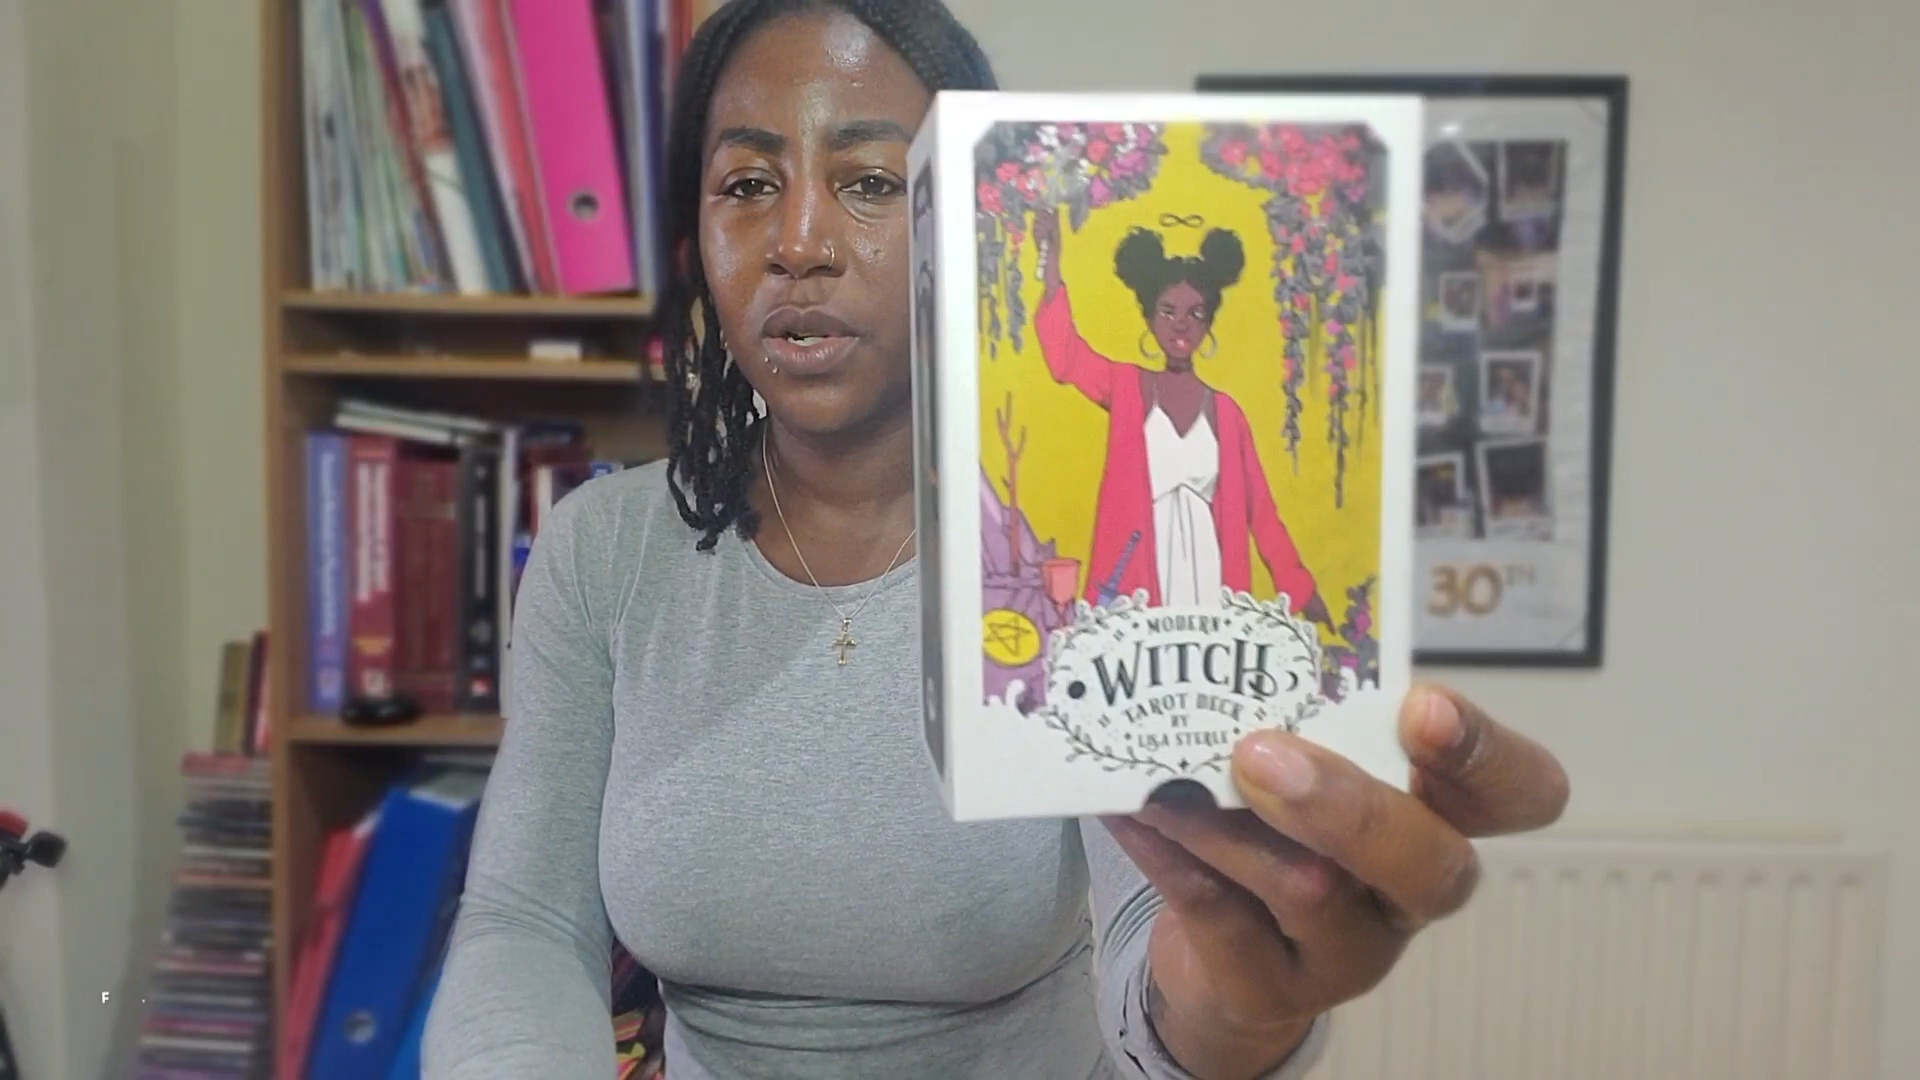 MODERN
WITCH
TAROT DECK
BY
LISA STERLE
30TH
F